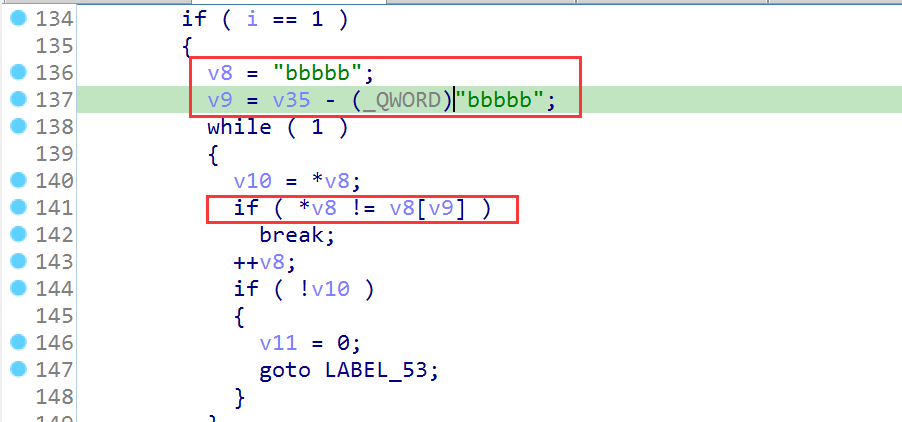 134 if ( i == 1 )
135 {
136 v8 = "bbbbb";
137 v9 = v35 - (_QWORD)"bbbbb";
138 while ( 1 )
139 {
140 v10 = *v8;
141 if ( *v8 != v8[v9] )
142 break;
143 ++v8;
144 if ( !v10 )
145 {
146 v11 = 0;
147 goto LABEL_53;
148 }